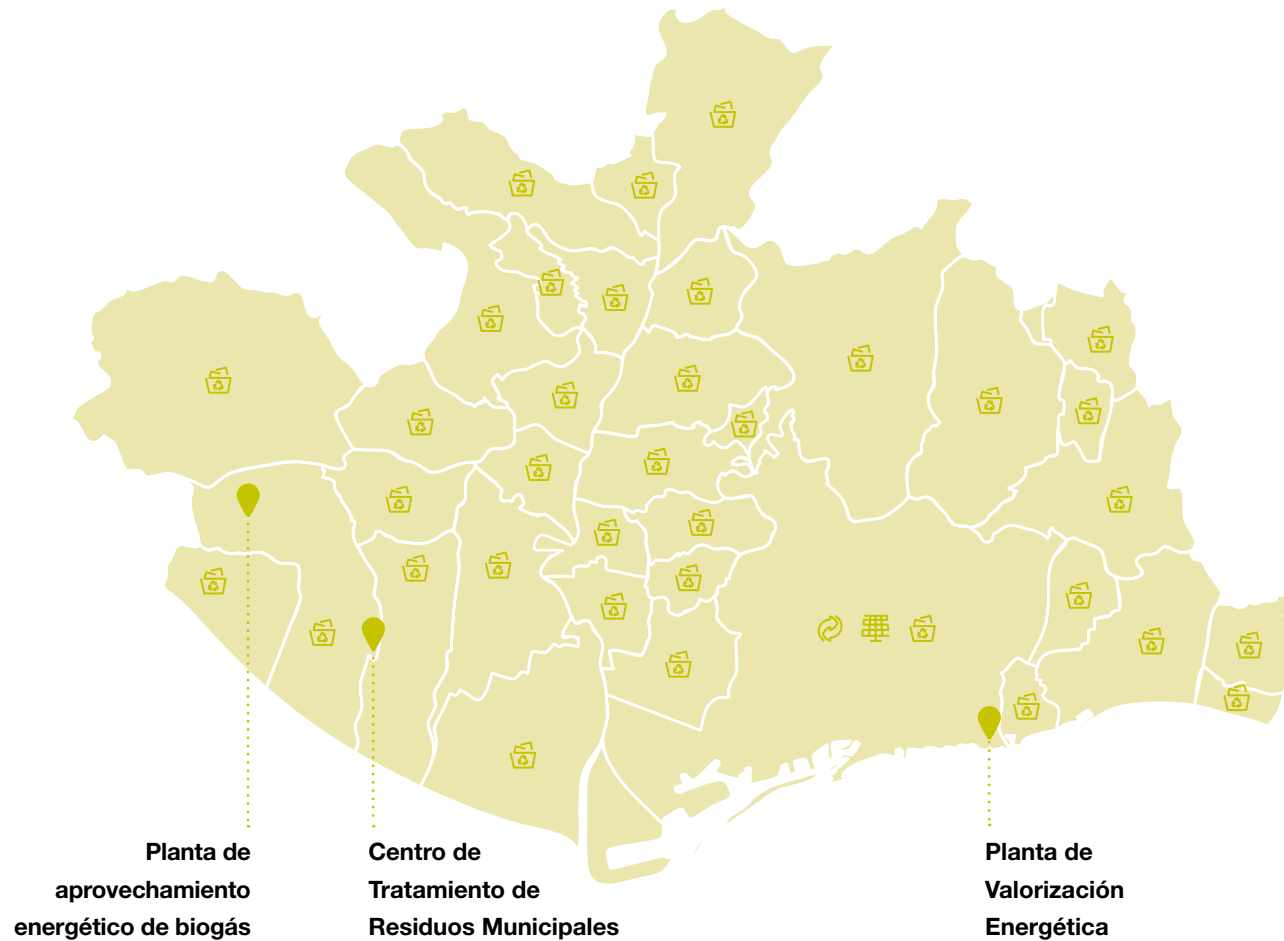 Planta de
aprovechamiento
energético de biogás
Centro de
Tratamiento de
Residuos Municipales
Planta de
Valorización
Energética